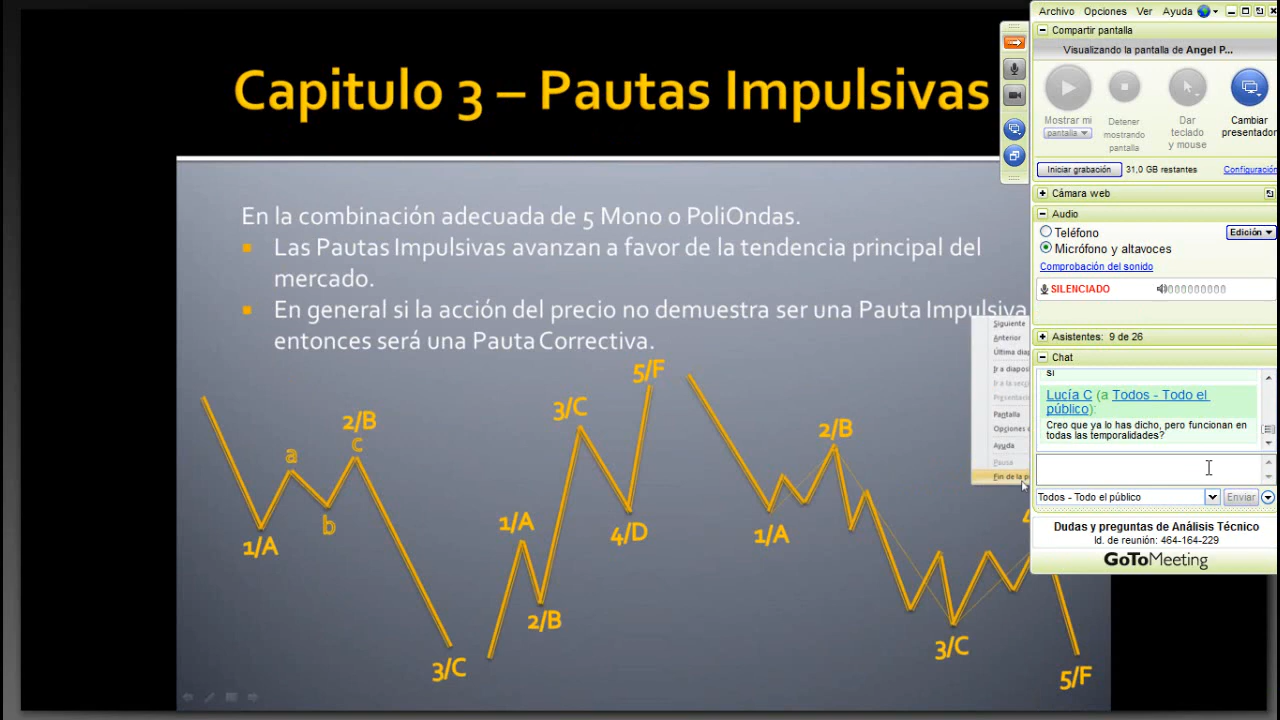 Capitulo 3 – Pautas Impulsivas
En la combinación adecuada de 5 Mono o PoliOndas.
Las Pautas Impulsivas avanzan a favor de la tendencia principal del
mercado.
En general si la acción del precio no demuestra ser una Pauta Impulsiva
entonces será una Pauta Correctiva.
1/A
a
b
2/B
c
3/C
1/A
2/B
3/C
4/D
5/F
1/A
2/B
3/C
5/F
Siguiente
Anterior
Ayuda
Pausa
Archivo Opciones Ver Ayuda
Compartir pantalla
Visualizando la pantalla de Angel P...
Mostrar mi
pantalla
Detener
mostrando
pantalla
Dar
teclado
y mouse
Cambiar
presentador
Iniciar grabación 31,0 GB restantes Configuración
Cámara web
Audio
Teléfono
Edición
Micrófono y altavoces
Comprobación del sonido
SILENCIADO
Asistentes: 9 de 26
Chat
Lucía C (a Todos - Todo el
público):
Creo que ya lo has dicho, pero funcionan en
todas las temporalidades?
Todos - Todo el público
Enviar
Dudas y preguntas de Análisis Técnico
Id. de reunión: 464-164-229
GoToMeeting